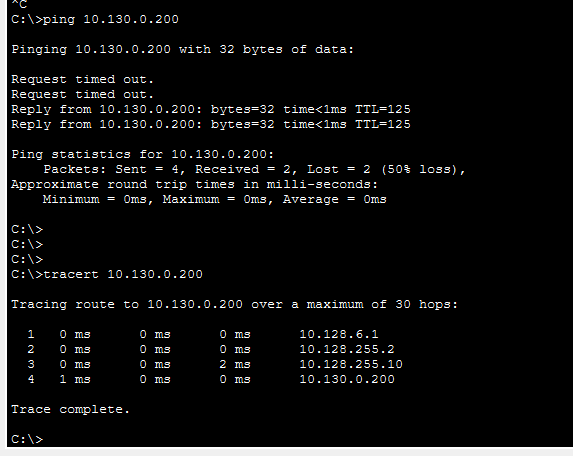 ^C
C:\>ping 10.130.0.200
Pinging 10.130.0.200 with 32 bytes of data:
Request timed out.
Request timed out.
Reply from 10.130.0.200: bytes=32 time<1ms TTL=125
Reply from 10.130.0.200: bytes=32 time<1ms TTL=125
Ping statistics for 10.130.0.200:
    Packets: Sent = 4, Received = 2, Lost = 2 (50% loss),
Approximate round trip times in milli-seconds:
    Minimum = 0ms, Maximum = 0ms, Average = 0ms
C:\>
C:\>
C:\>
C:\>tracert 10.130.0.200
Tracing route to 10.130.0.200 over a maximum of 30 hops:
  1   0 ms      0 ms      0 ms      10.128.6.1
  2   0 ms      0 ms      0 ms      10.128.255.2
  3   0 ms      0 ms      2 ms      10.128.255.10
  4   1 ms      0 ms      0 ms      10.130.0.200
Trace complete.
C:\>